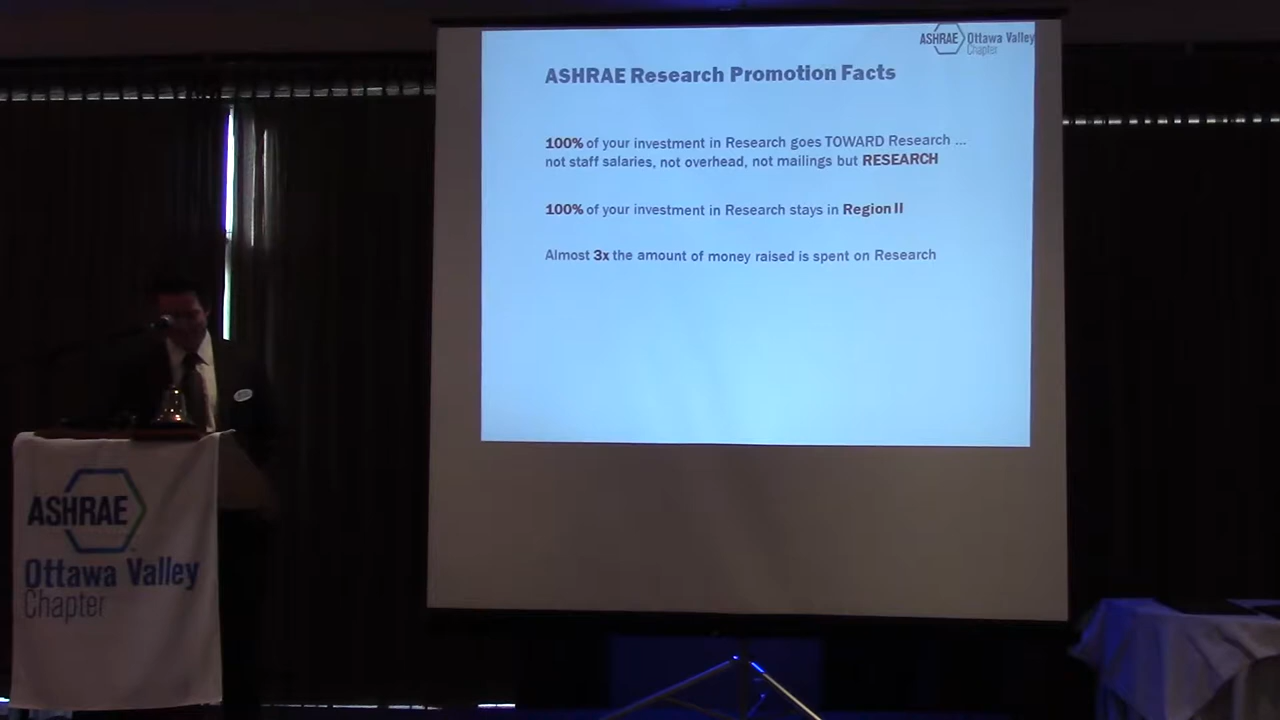 ASHRAE Ottawa Valley
Chapter
ASHRAE Research Promotion Facts
100% of your investment in Research goes TOWARD Research ...
not staff salaries, not overhead, not mailings but RESEARCH
100% of your investment in Research stays in Region II
Almost 3x the amount of money raised is spent on Research
ASHRAE
Ottawa Valley
Chapter